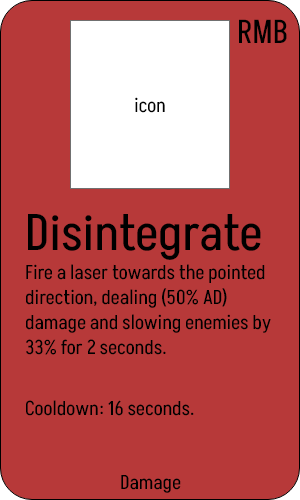 RMB
icon
Disintegrate
Fire a laser towards the pointed
direction, dealing (50% AD)
damage and slowing enemies by
33% for 2 seconds.
Cooldown: 16 seconds.
Damage